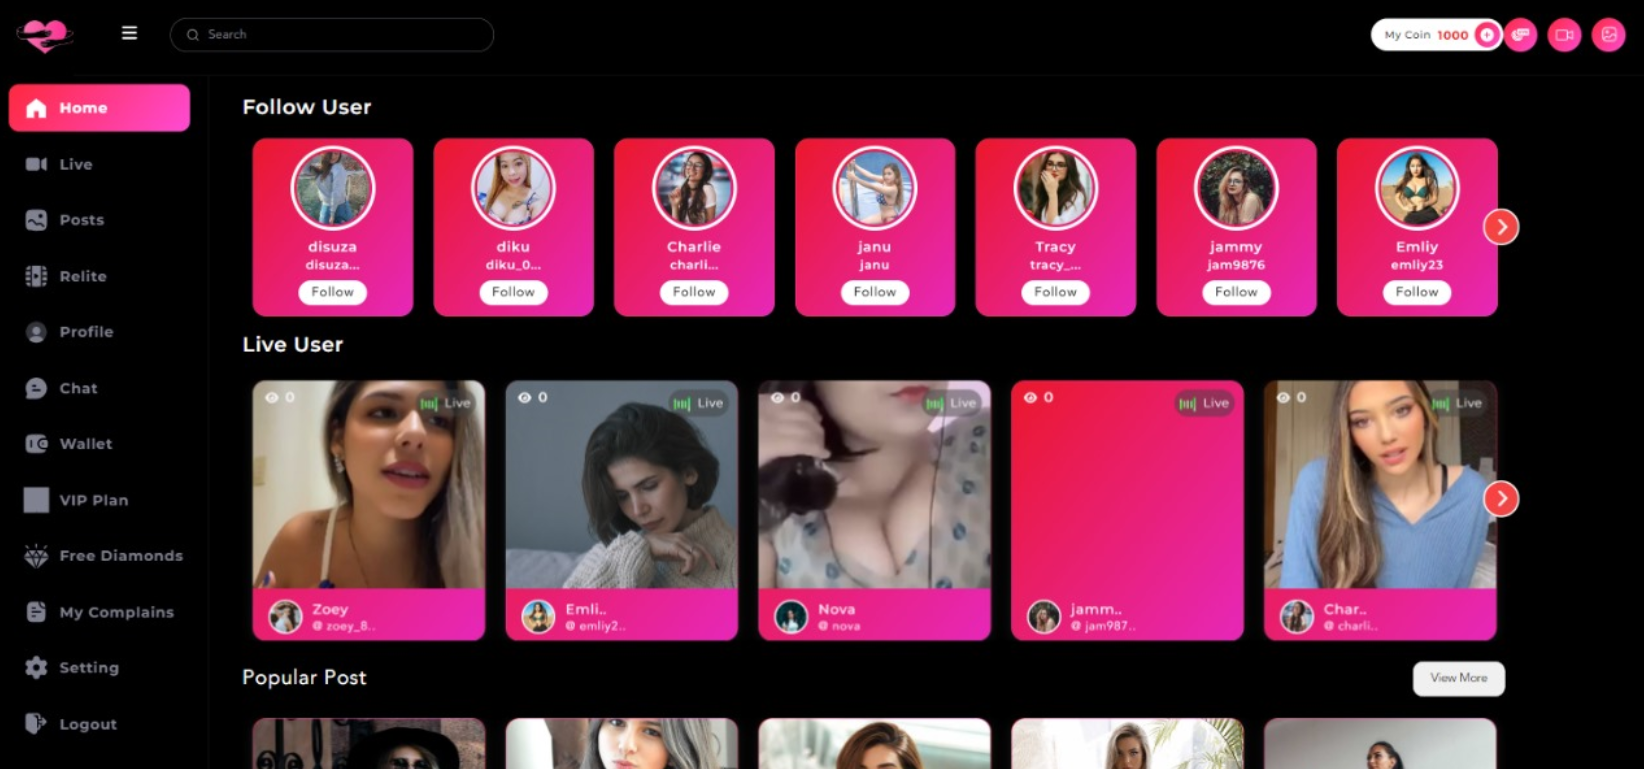 Search
My Coin 1000
Home
Live
Posts
Relite
Profile
Chat
Wallet
VIP Plan
Free Diamonds
My Complains
Setting
Logout
Follow User
disuza
disuza...
Follow
diku
diku_0...
Follow
Charlie
charli...
Follow
janu
janu
Follow
Tracy
tracy_...
Follow
jammy
jam9876
Follow
Emliy
emliy23
Follow
Live User
0 Live
Zoey
@ zoey_8..
0 Live
Emli..
@ emliy2..
0 Live
Nova
@ nova
0 Live
jamm..
@ jam987..
0 Live
Char..
@ charli..
Popular Post
View More